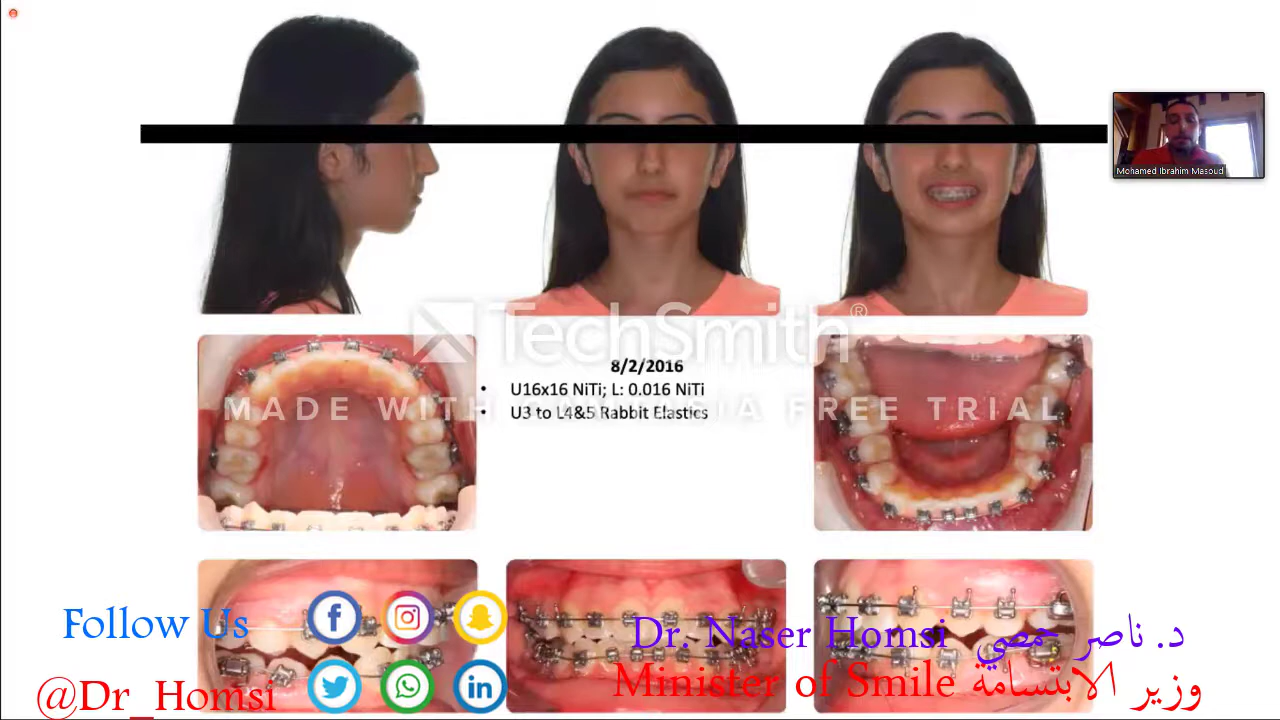 Mohamed Ibrahim Masoud
TechSmith®
8/2/2016
• U16x16 NiTi; L: 0.016 NiTi
MADE WITH CAMTASIA FREE TRIAL
• U3 to L4&5 Rabbit Elastics
Follow Us
Dr. Naser Homsi د. ناصر حمصي
@Dr_Homsi
Minister of Smile وزير الابتسامة